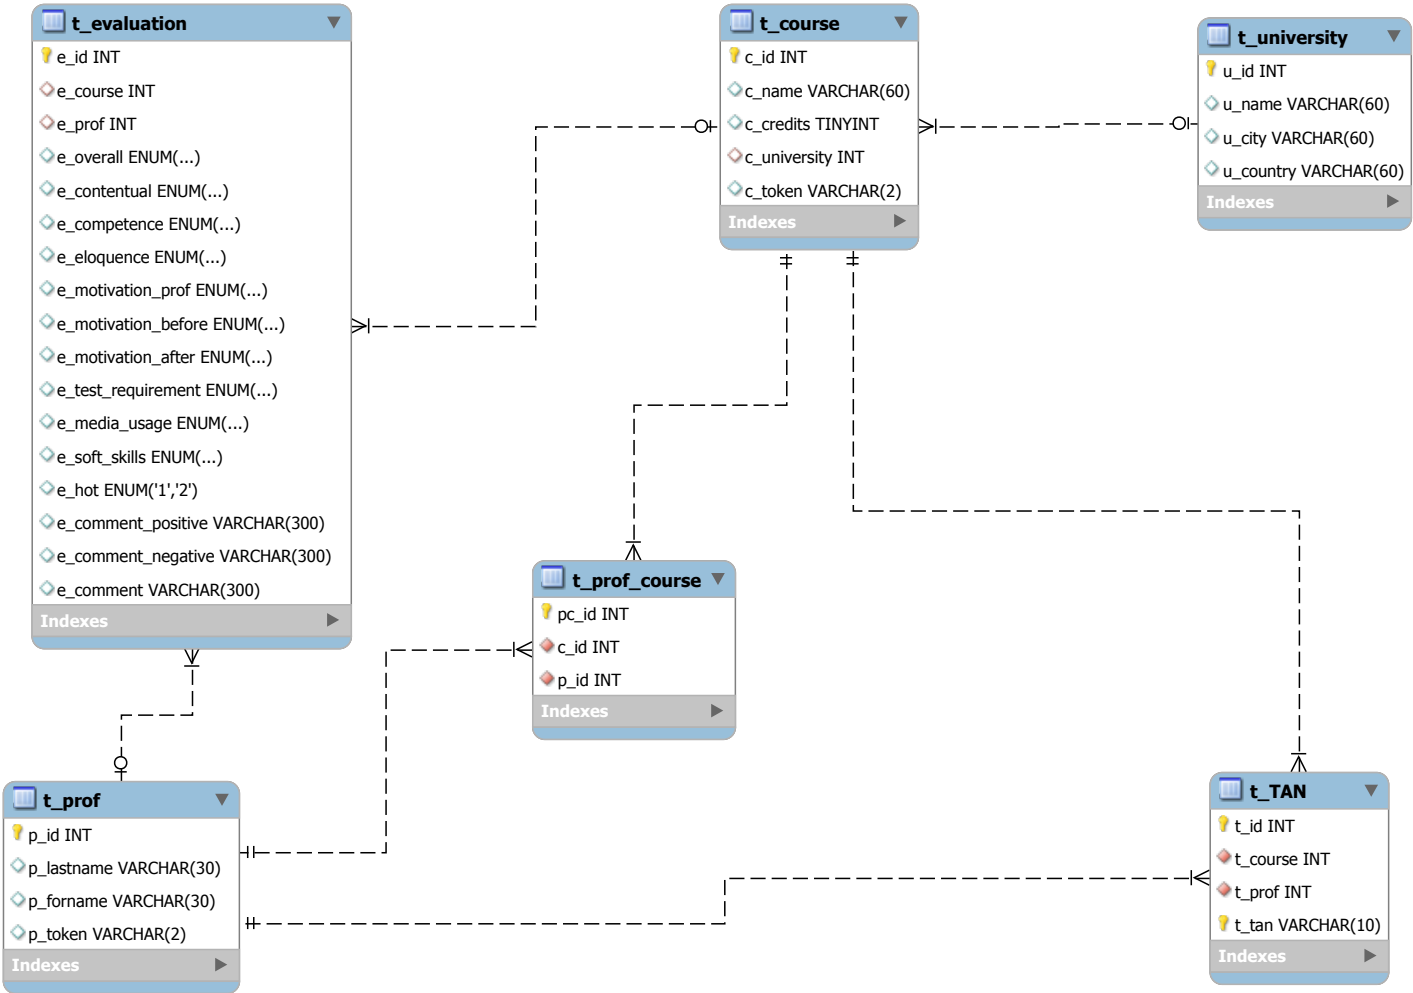 t_evaluation
e_id INT
e_course INT
e_prof INT
e_overall ENUM(...)
e_contentual ENUM(...)
e_competence ENUM(...)
e_eloquence ENUM(...)
e_motivation_prof ENUM(...)
e_motivation_before ENUM(...)
e_motivation_after ENUM(...)
e_test_requirement ENUM(...)
e_media_usage ENUM(...)
e_soft_skills ENUM(...)
e_hot ENUM('1','2')
e_comment_positive VARCHAR(300)
e_comment_negative VARCHAR(300)
e_comment VARCHAR(300)
Indexes
t_course
c_id INT
c_name VARCHAR(60)
c_credits TINYINT
c_university INT
c_token VARCHAR(2)
Indexes
t_university
u_id INT
u_name VARCHAR(60)
u_city VARCHAR(60)
u_country VARCHAR(60)
Indexes
t_prof_course
pc_id INT
c_id INT
p_id INT
Indexes
t_prof
p_id INT
p_lastname VARCHAR(30)
p_forname VARCHAR(30)
p_token VARCHAR(2)
Indexes
t_TAN
t_id INT
t_course INT
t_prof INT
t_tan VARCHAR(10)
Indexes